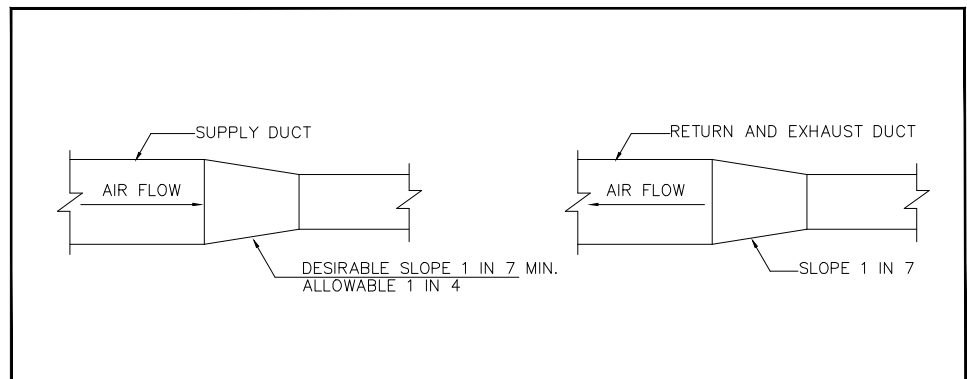 SUPPLY DUCT
AIR FLOW
DESIRABLE SLOPE 1 IN 7 MIN.
ALLOWABLE 1 IN 4
RETURN AND EXHAUST DUCT
AIR FLOW
SLOPE 1 IN 7